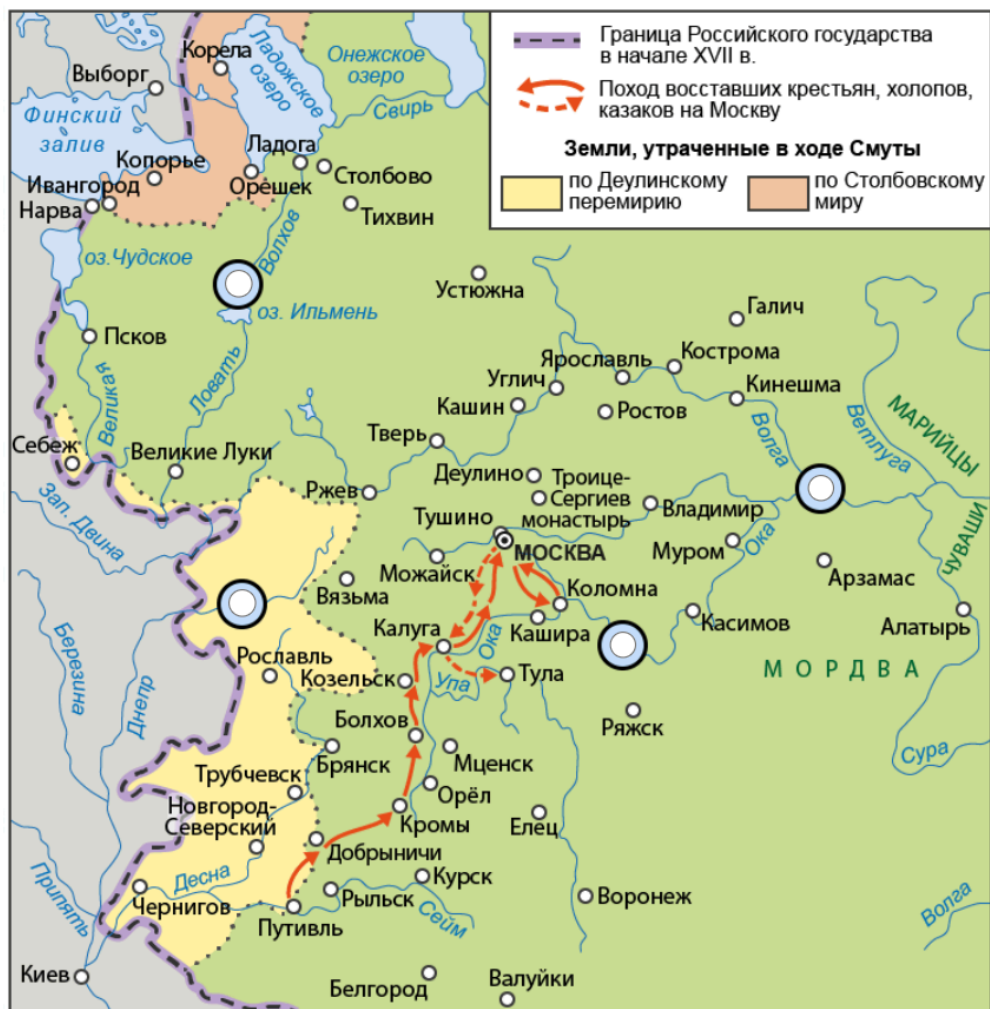 Граница Российского государства
в начале XVII в.
Поход восставших крестьян, холопов,
казаков на Москву
Земли, утраченные в ходе Смуты
по Деулинскому
перемирию
по Столбовскому
миру
Корела
Ладожское
озеро
Онежское
озеро
Выборг
Свирь
Финский
залив
Ладога
Копорье
Орешек
Столбово
Ивангород
Нарва
Тихвин
Волхов
оз.Чудское
оз. Ильмень
Устюжна
Галич
Псков
Великая
Ловать
Ярославль
Кострома
Углич
Кинешма
Кашин
Ростов
Волга
Ветлуга
МАРИЙЦЫ
Тверь
Себеж
Великие Луки
Деулино
Троице-
Сергиев
монастырь
Ржев
Зап. Двина
Тушино
Владимир
МОСКВА
Муром
Ока
ЧУВАШИ
Можайск
Вязьма
Коломна
Арзамас
Березина
Калуга
Ока
Кашира
Касимов
Алатырь
Днепр
Рославль
Козельск
Упа
Тула
МОРДВА
Болхов
Ряжск
Брянск
Мценск
Сура
Трубчевск
Орёл
Новгород-
Северский
Кромы
Елец
Добрыничи
Десна
Курск
Припять
Чернигов
Рыльск
Воронеж
Путивль
Сейм
Волга
Киев
Белгород
Валуйки